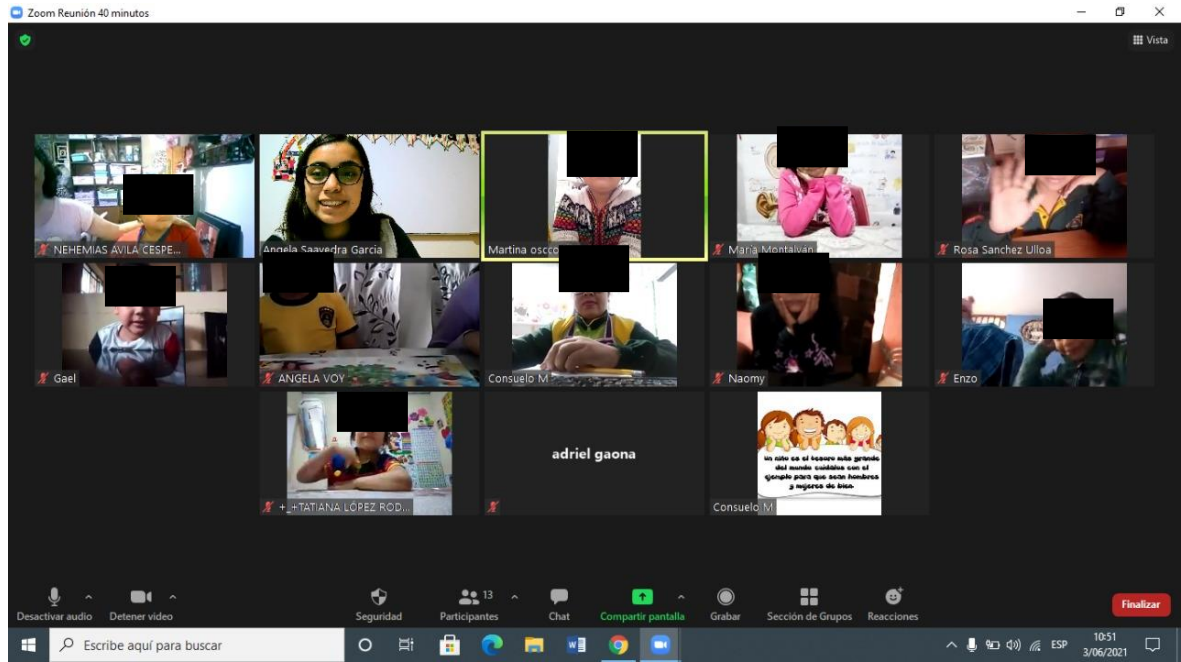 Zoom Reunión 40 minutos
Vista
NEHEMIAS AVILA CESPE...
Angela Saavedra Garcia
Martina oscco
María Montalvan
Rosa Sanchez Ulloa
Gael
ANGELA VOY
Consuelo M
Naomy
Enzo
+_+TATIANA LÓPEZ ROD...
adriel gaona
Un niño es el tesoro más grande
del mundo cuidalos con el
ejemplo para que sean hombres
y mujeres de bien.
Consuelo M
Desactivar audio
Detener video
Seguridad
Participantes
13
Chat
Compartir pantalla
Grabar
Sección de Grupos
Reacciones
Finalizar
Escribe aquí para buscar
ESP
10:51
3/06/2021